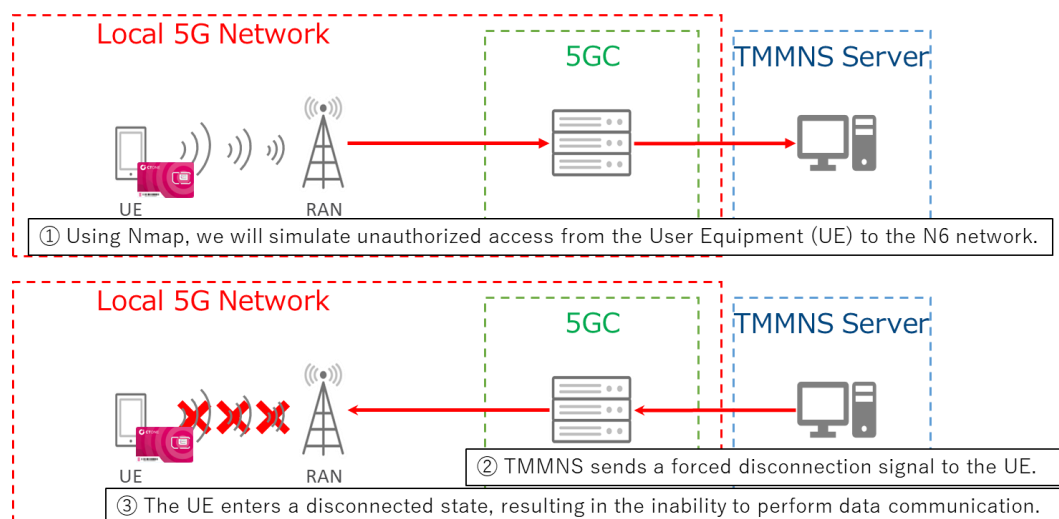 Local 5G Network
5GC
TMMNS Server
UE
RAN
① Using Nmap, we will simulate unauthorized access from the User Equipment (UE) to the N6 network.
Local 5G Network
5GC
TMMNS Server
UE
RAN
② TMMNS sends a forced disconnection signal to the UE.
③ The UE enters a disconnected state, resulting in the inability to perform data communication.